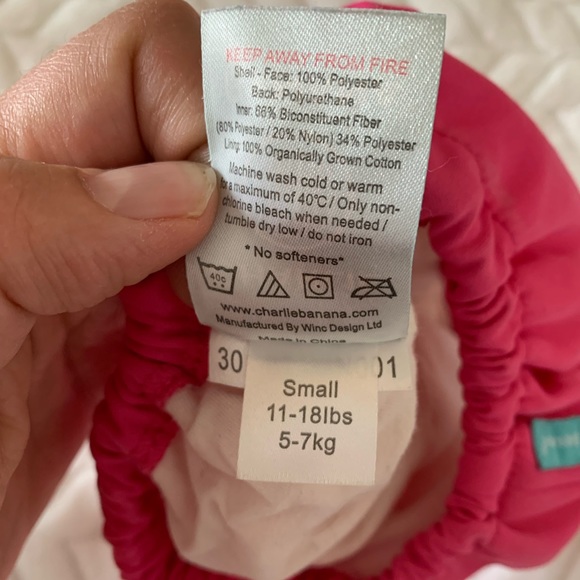 KEEP AWAY FROM FIRE
Shell - Face: 100% Polyester
Back: Polyurethane
Inner: 66% Biconstituent Fiber
(80% Polyester / 20% Nylon) 34% Polyester
Lining: 100% Organically Grown Cotton
Machine wash cold or warm
for a maximum of 40°C / Only non-
chlorine bleach when needed /
tumble dry low / do not iron
* No softeners*
40c
www.charliebanana.com
Manufactured By Winc Design Ltd
Made in China
30 01
Small
11-18lbs
5-7kg